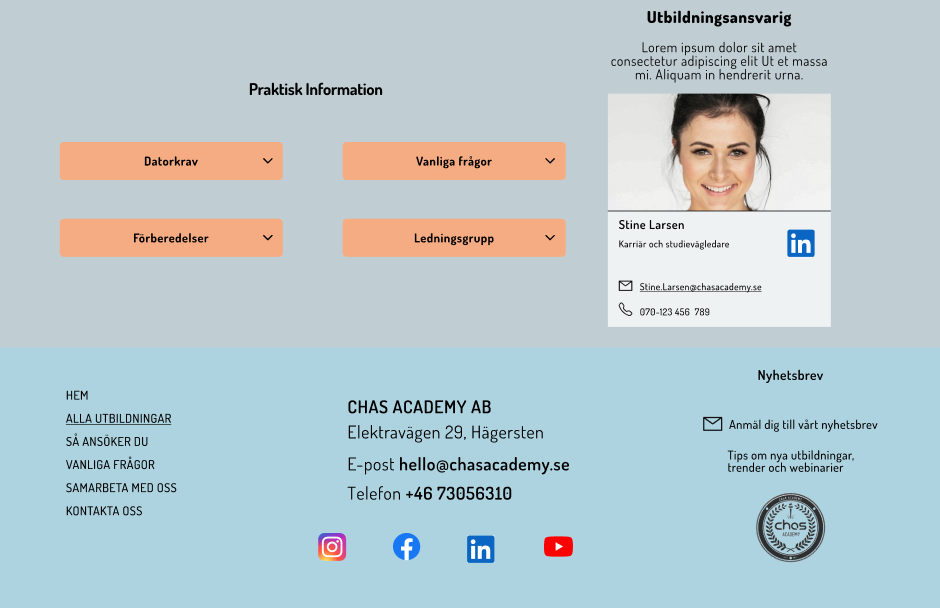 Utbildningsansvarig
Lorem ipsum dolor sit amet
consectetur adipiscing elit Ut et massa
mi. Aliquam in hendrerit urna.
Praktisk Information
Datorkrav
Vanliga frågor
Förberedelser
Ledningsgrupp
Stine Larsen
Karriär och studievägledare
in
Stine.Larsen@chasacademy.se
070-123 456 789
HEM
ALLA UTBILDNINGAR
SÅ ANSÖKER DU
VANLIGA FRÅGOR
SAMARBETA MED OSS
KONTAKTA OSS
CHAS ACADEMY AB
Elektravägen 29, Hägersten
E-post hello@chasacademy.se
Telefon +46 73056310
in
Nyhetsbrev
Anmäl dig till vårt nyhetsbrev
Tips om nya utbildningar,
trender och webinarier
chas
ACADEMY